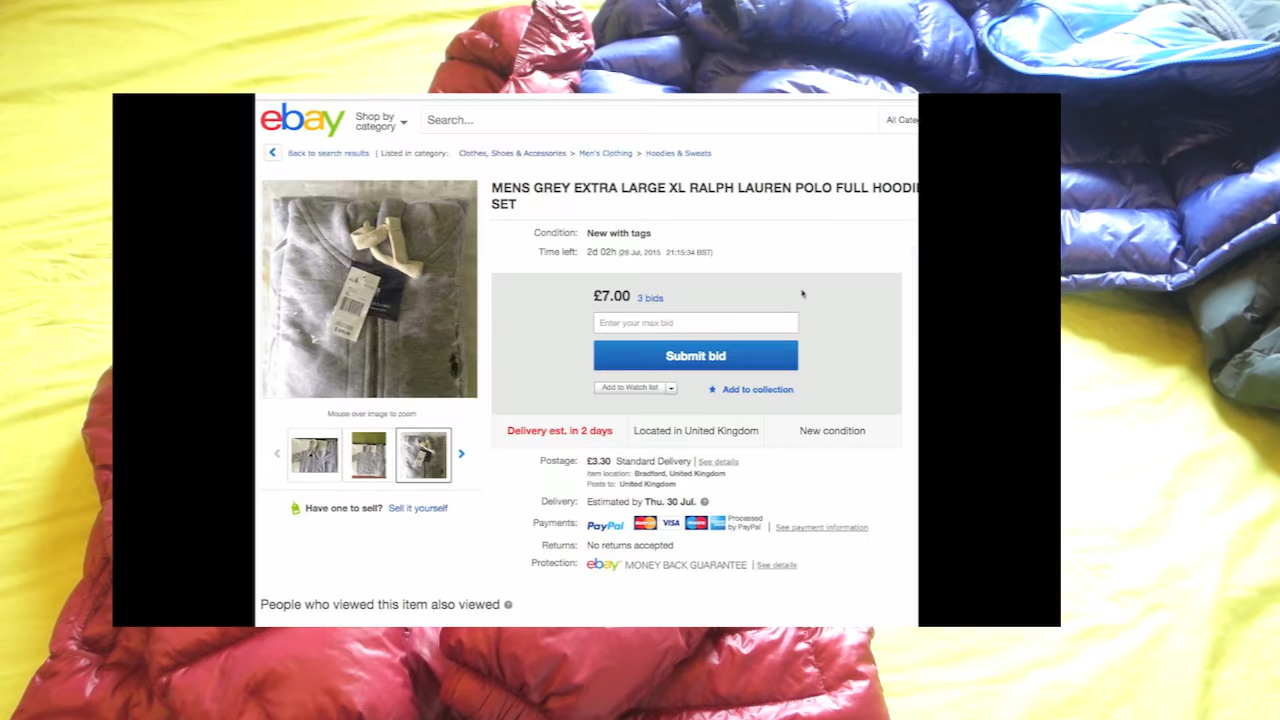 ebay Shop by category Search... All Cate
Back to search results | Listed in category: Clothes, Shoes & Accessories > Men's Clothing > Hoodies & Sweats
MENS GREY EXTRA LARGE XL RALPH LAUREN POLO FULL HOODI
SET
Condition: New with tags
Time left: 2d 02h (28 Jul, 2015 21:15:34 BST)
£7.00 3 bids
Enter your max bid
Submit bid
Add to Watch list Add to collection
Mouse over image to zoom
Delivery est. in 2 days Located in United Kingdom New condition
Have one to sell? Sell it yourself
Postage: £3.30 Standard Delivery | See details
Item location: Bradford, United Kingdom
Posts to: United Kingdom
Delivery: Estimated by Thu. 30 Jul.
Payments: PayPal MasterCard VISA Maestro Processed by PayPal | See payment information
Returns: No returns accepted
Protection: ebay MONEY BACK GUARANTEE | See details
People who viewed this item also viewed